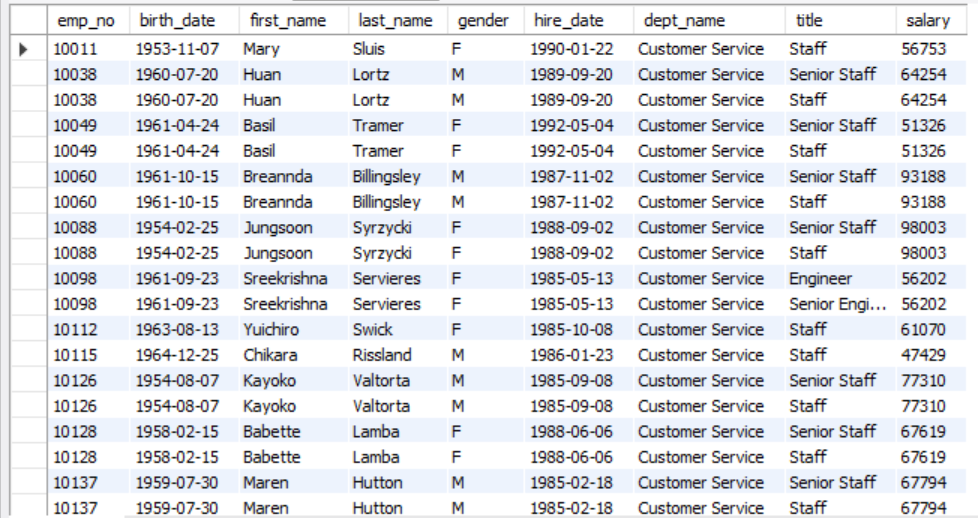 emp_no birth_date first_name last_name gender hire_date dept_name title salary
10011 1953-11-07 Mary Sluis F 1990-01-22 Customer Service Staff 56753
10038 1960-07-20 Huan Lortz M 1989-09-20 Customer Service Senior Staff 64254
10038 1960-07-20 Huan Lortz M 1989-09-20 Customer Service Staff 64254
10049 1961-04-24 Basil Tramer F 1992-05-04 Customer Service Senior Staff 51326
10049 1961-04-24 Basil Tramer F 1992-05-04 Customer Service Staff 51326
10060 1961-10-15 Breannda Billingsley M 1987-11-02 Customer Service Senior Staff 93188
10060 1961-10-15 Breannda Billingsley M 1987-11-02 Customer Service Staff 93188
10088 1954-02-25 Jungsoon Syrzycki F 1988-09-02 Customer Service Senior Staff 98003
10088 1954-02-25 Jungsoon Syrzycki F 1988-09-02 Customer Service Staff 98003
10098 1961-09-23 Sreekrishna Servieres F 1985-05-13 Customer Service Engineer 56202
10098 1961-09-23 Sreekrishna Servieres F 1985-05-13 Customer Service Senior Engi... 56202
10112 1963-08-13 Yuichiro Swick F 1985-10-08 Customer Service Staff 61070
10115 1964-12-25 Chikara Rissland M 1986-01-23 Customer Service Staff 47429
10126 1954-08-07 Kayoko Valtorta M 1985-09-08 Customer Service Senior Staff 77310
10126 1954-08-07 Kayoko Valtorta M 1985-09-08 Customer Service Staff 77310
10128 1958-02-15 Babette Lamba F 1988-06-06 Customer Service Senior Staff 67619
10128 1958-02-15 Babette Lamba F 1988-06-06 Customer Service Staff 67619
10137 1959-07-30 Maren Hutton M 1985-02-18 Customer Service Senior Staff 67794
10137 1959-07-30 Maren Hutton M 1985-02-18 Customer Service Staff 67794